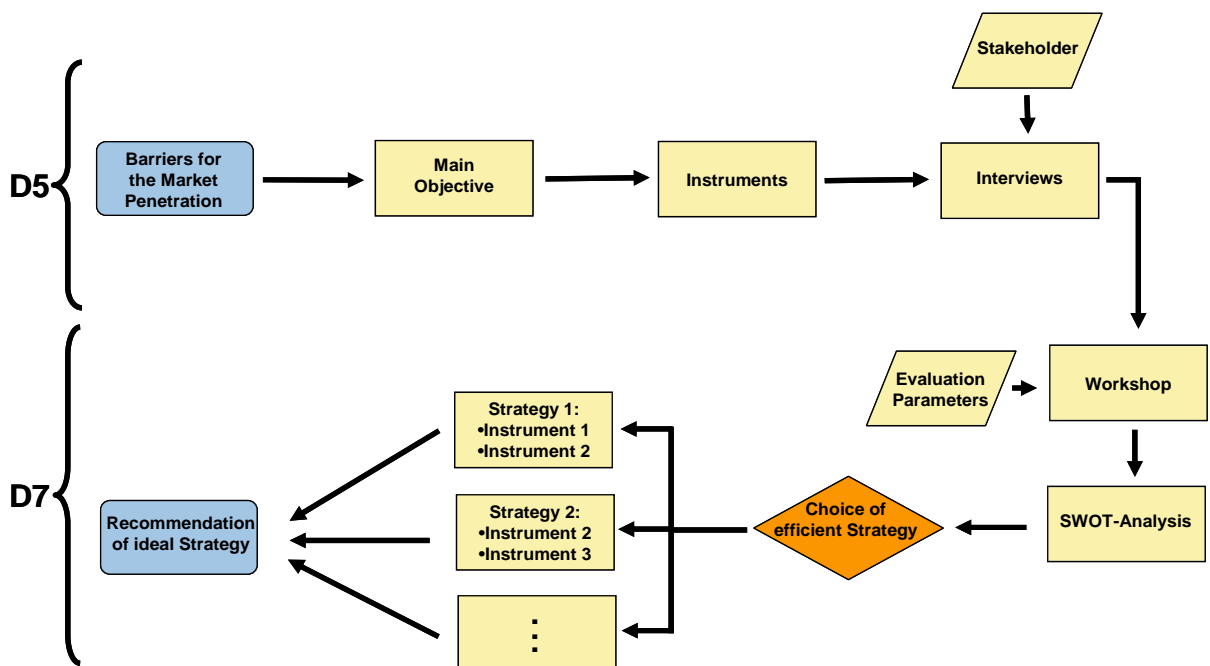 Stakeholder
D5
Barriers for
the Market
Penetration
Main
Objective
Instruments
Interviews
D7
Evaluation
Parameters
Workshop
Strategy 1:
•Instrument 1
•Instrument 2
Recommendation
of ideal Strategy
Strategy 2:
•Instrument 2
•Instrument 3
Choice of
efficient Strategy
SWOT-Analysis
⋮